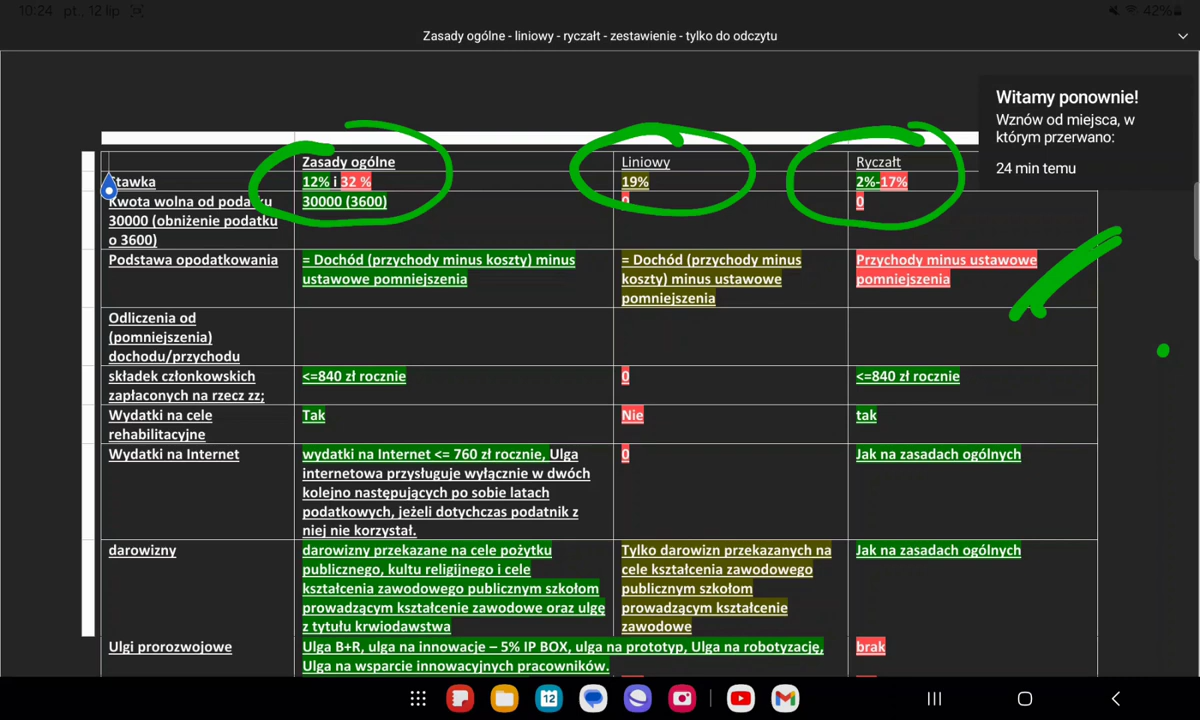 10:24 pt., 12 lip
42%
Zasady ogólne - liniowy - ryczałt - zestawienie - tylko do odczytu
Witamy ponownie!
Wznów od miejsca, w
którym przerwano:
24 min temu
Zasady ogólne
Liniowy
Ryczałt
Stawka
12% i 32 %
19%
2%-17%
Kwota wolna od podatku
30000 (obniżenie podatku
o 3600)
30000 (3600)
0
0
Podstawa opodatkowania
= Dochód (przychody minus koszty) minus
ustawowe pomniejszenia
= Dochód (przychody minus
koszty) minus ustawowe
pomniejszenia
Przychody minus ustawowe
pomniejszenia
Odliczenia od
(pomniejszenia)
dochodu/przychodu
składek członkowskich
zapłaconych na rzecz zz;
<=840 zł rocznie
0
<=840 zł rocznie
Wydatki na cele
rehabilitacyjne
Tak
Nie
tak
Wydatki na Internet
wydatki na Internet <= 760 zł rocznie, Ulga
internetowa przysługuje wyłącznie w dwóch
kolejno następujących po sobie latach
podatkowych, jeżeli dotychczas podatnik z
niej nie korzystał.
0
Jak na zasadach ogólnych
darowizny
darowizny przekazane na cele pożytku
publicznego, kultu religijnego i cele
kształcenia zawodowego publicznym szkołom
prowadzącym kształcenie zawodowe oraz ulgę
z tytułu krwiodawstwa
Tylko darowizn przekazanych na
cele kształcenia zawodowego
publicznym szkołom
prowadzącym kształcenie
zawodowe
Jak na zasadach ogólnych
Ulgi prorozwojowe
Ulga B+R, ulga na innowacje – 5% IP BOX, ulga na prototyp, Ulga na robotyzację,
Ulga na wsparcie innowacyjnych pracowników.
brak
12